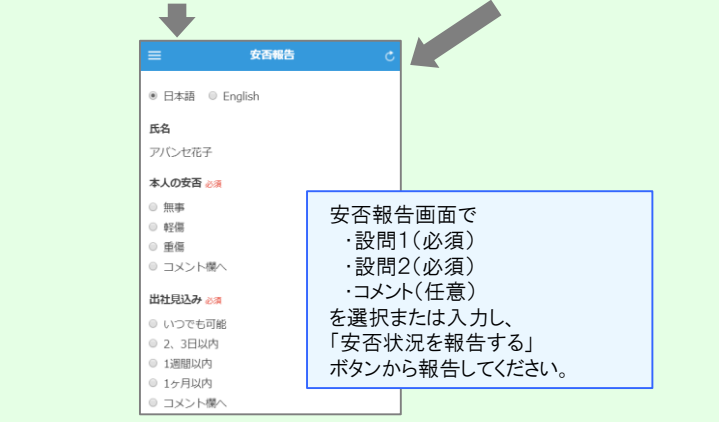 安否報告
日本語 English
氏名
アバンセ花子
本人の安否 必須
無事
軽傷
重傷
コメント欄へ
出社見込み 必須
いつでも可能
2、3日以内
1週間以内
1ヶ月以内
コメント欄へ
安否報告画面で
・設問1(必須)
・設問2(必須)
・コメント(任意)
を選択または入力し、
「安否状況を報告する」
ボタンから報告してください。